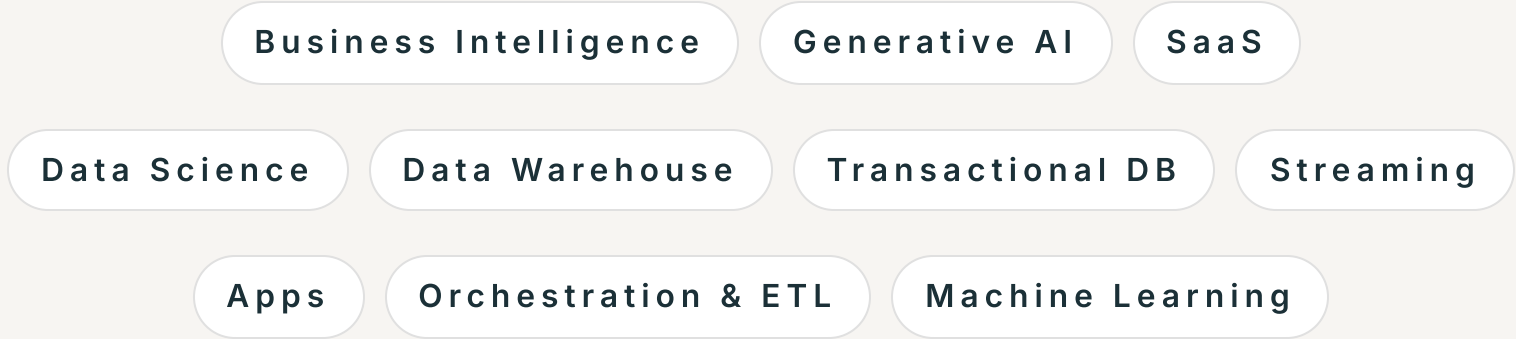 Business Intelligence Generative AI SaaS
Data Science Data Warehouse Transactional DB Streaming
Apps Orchestration & ETL Machine Learning